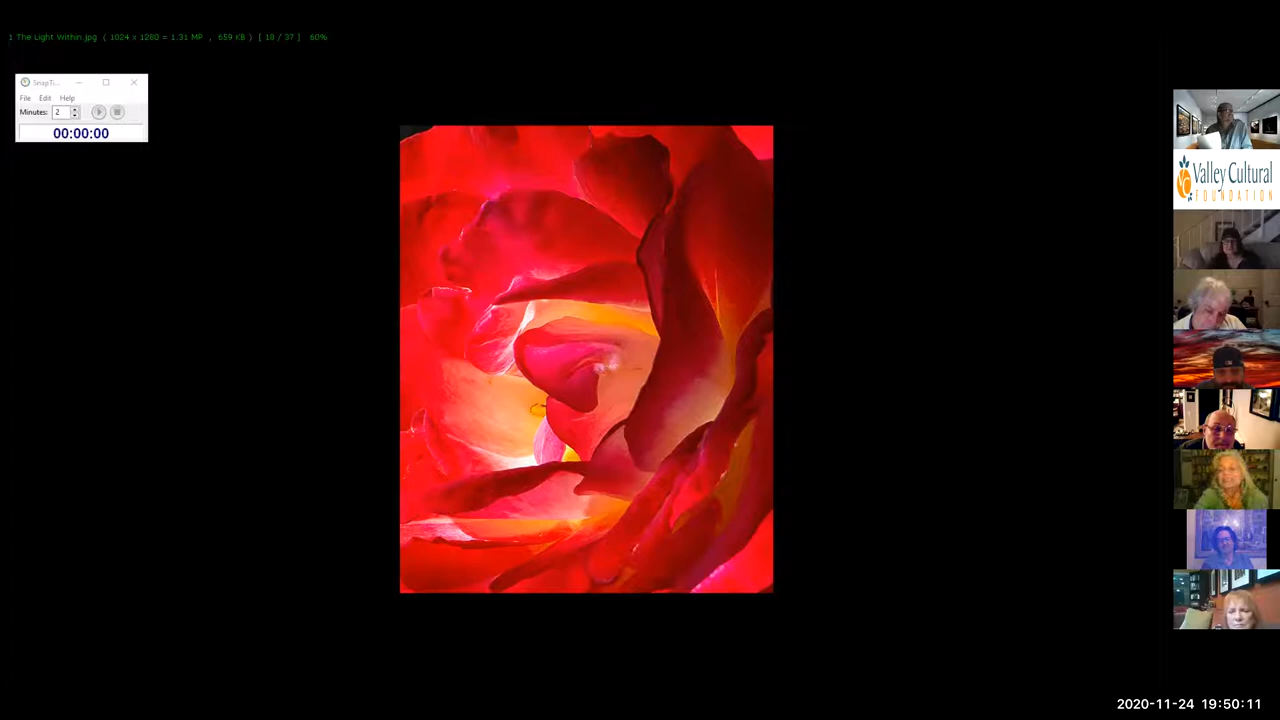 1 The Light Within.jpg ( 1024 x 1280 = 1.31 MP , 659 KB ) [ 18 / 37 ] 60%
SnapTi...
File Edit Help
Minutes: 2
00:00:00
Valley Cultural
FOUNDATION
2020-11-24 19:50:11